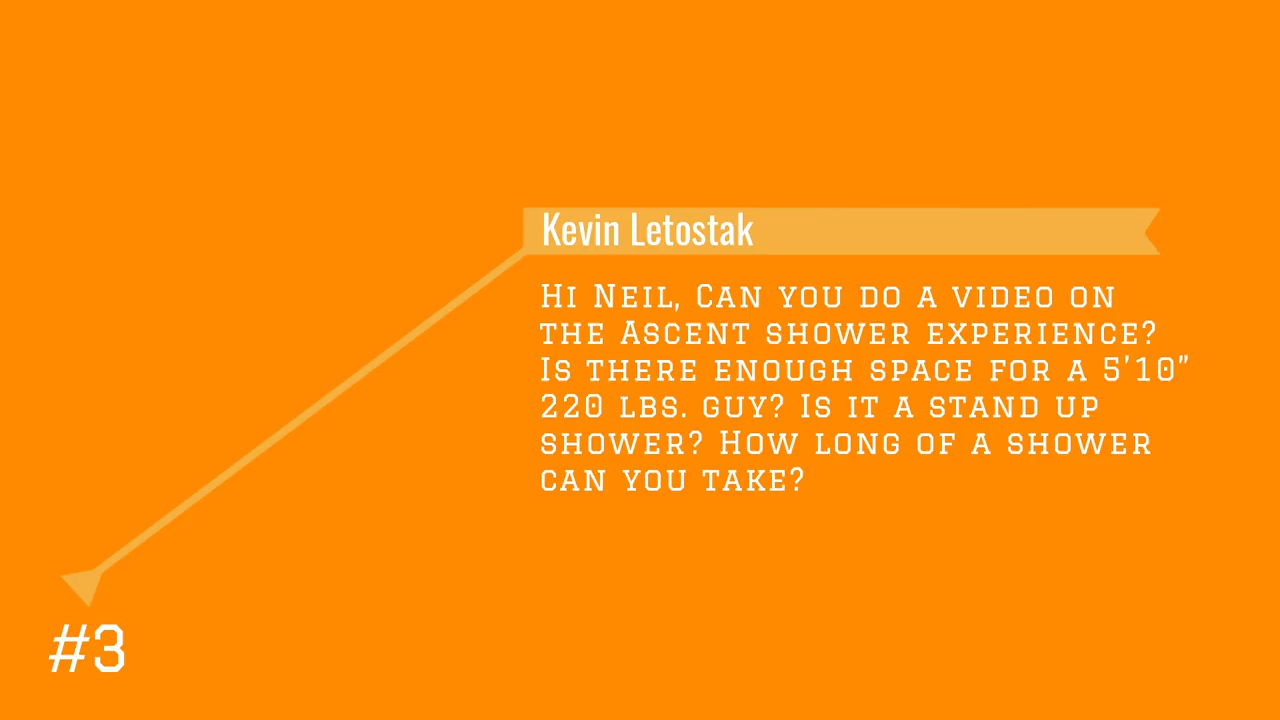 Kevin Letostak
Hi Neil, Can you do a video on
the Ascent shower experience?
Is there enough space for a 5'10"
220 lbs. guy? Is it a stand up
shower? How long of a shower
can you take?
#3